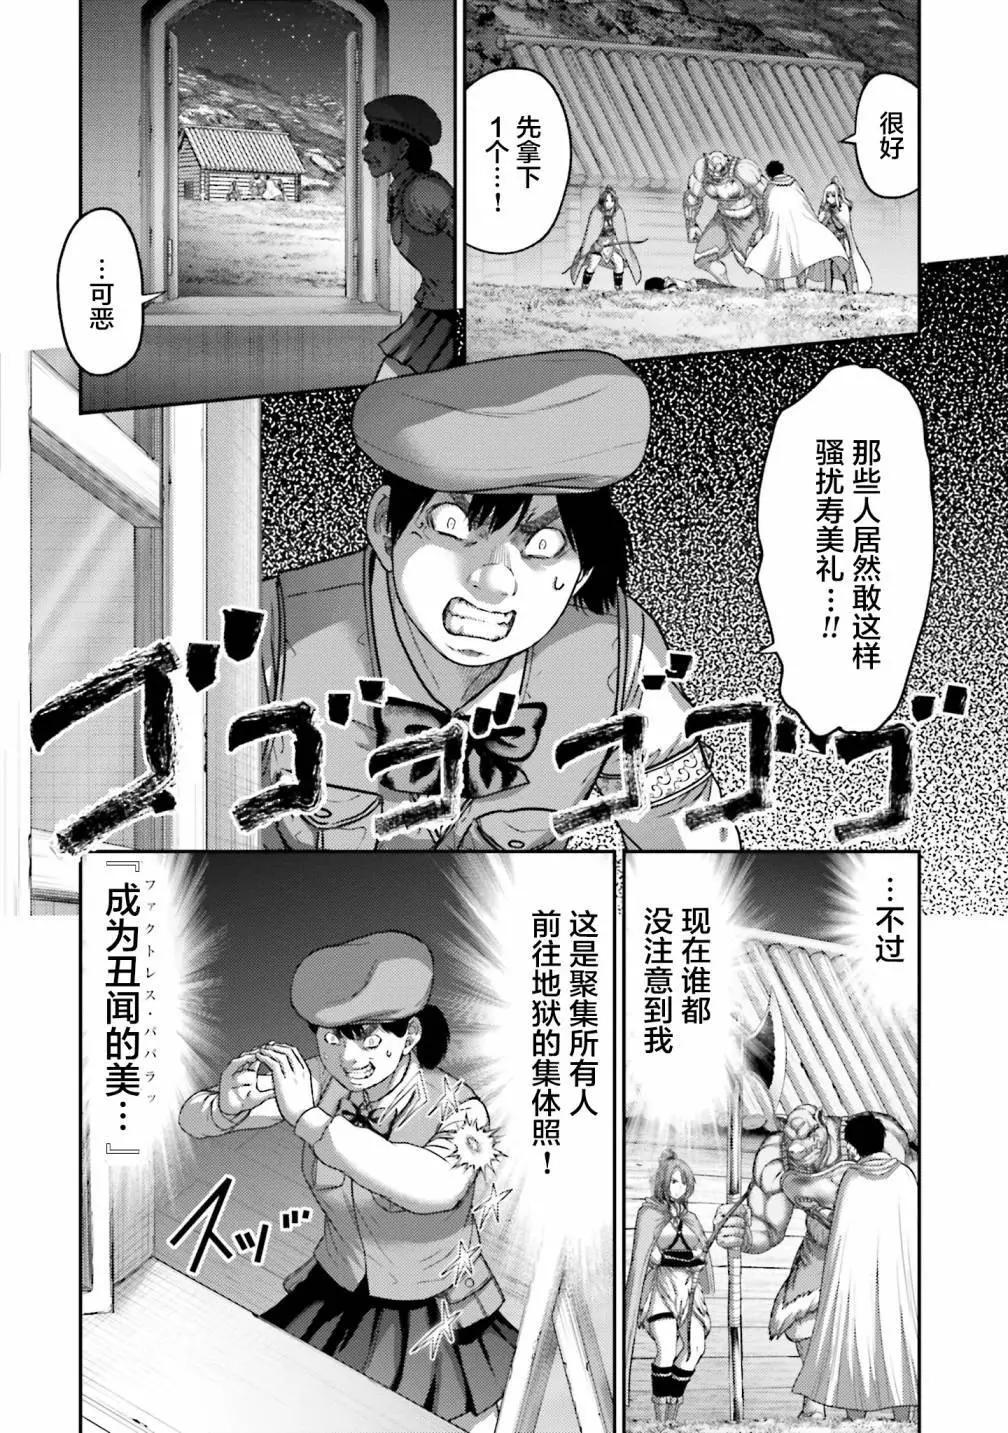 很好
先拿下
1个…！
…可恶
那些人居然敢这样
骚扰寿美礼…!!
ゴゴゴゴゴゴ
…不过
现在谁都
没注意到我
这是聚集所有人
前往地狱的集体照！
ファクトレス・パパラッ
『成为丑闻的美…』
スッ